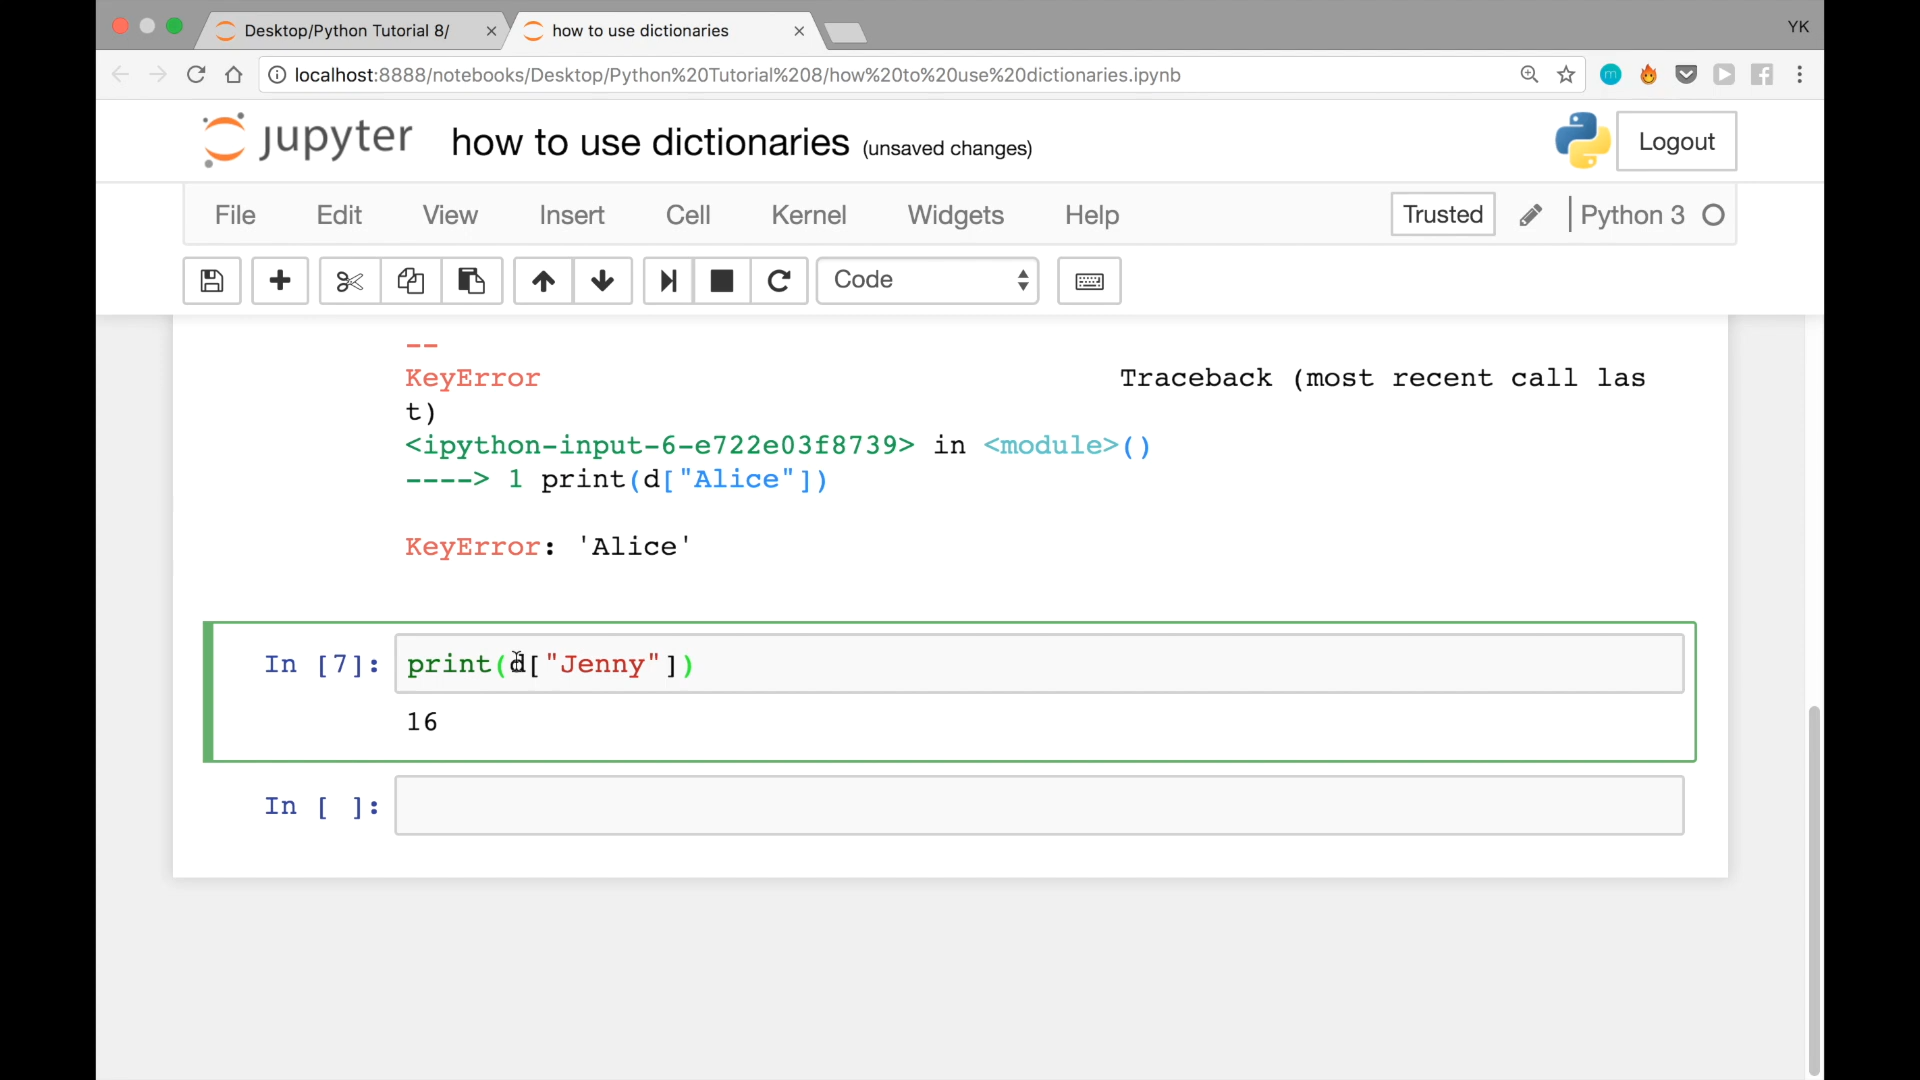 Desktop/Python Tutorial 8/
how to use dictionaries
YK
localhost:8888/notebooks/Desktop/Python%20Tutorial%208/how%20to%20use%20dictionaries.ipynb
m
jupyter how to use dictionaries (unsaved changes)
Logout
File Edit View Insert Cell Kernel Widgets Help Trusted Python 3
Code
--
KeyError Traceback (most recent call las
t)
<ipython-input-6-e722e03f8739> in <module>()
----> 1 print(d["Alice"])
KeyError: 'Alice'
In [7]: print(d["Jenny"])
16
In [ ]: